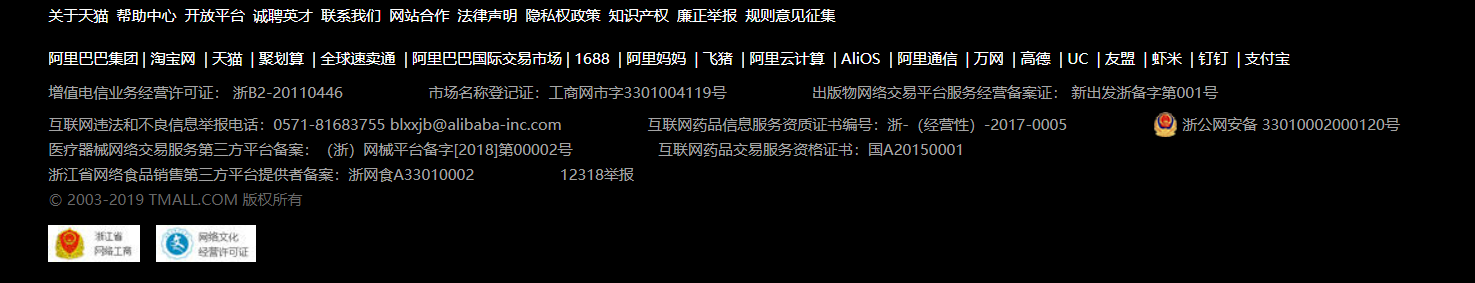 关于天猫 帮助中心 开放平台 诚聘英才 联系我们 网站合作 法律声明 隐私权政策 知识产权 廉正举报 规则意见征集
阿里巴巴集团 | 淘宝网 | 天猫 | 聚划算 | 全球速卖通 | 阿里巴巴国际交易市场 | 1688 | 阿里妈妈 | 飞猪 | 阿里云计算 | AliOS | 阿里通信 | 万网 | 高德 | UC | 友盟 | 虾米 | 钉钉 | 支付宝
增值电信业务经营许可证： 浙B2-20110446 市场名称登记证：工商网市字3301004119号 出版物网络交易平台服务经营备案证： 新出发浙备字第001号
互联网违法和不良信息举报电话：0571-81683755 blxxjb@alibaba-inc.com 互联网药品信息服务资质证书编号：浙-（经营性）-2017-0005 浙公网安备 33010002000120号
医疗器械网络交易服务第三方平台备案：（浙）网械平台备字[2018]第00002号 互联网药品交易服务资格证书：国A20150001
浙江省网络食品销售第三方平台提供者备案：浙网食A33010002 12318举报
© 2003-2019 TMALL.COM 版权所有
浙江省 网络文化
网络工商 经营许可证